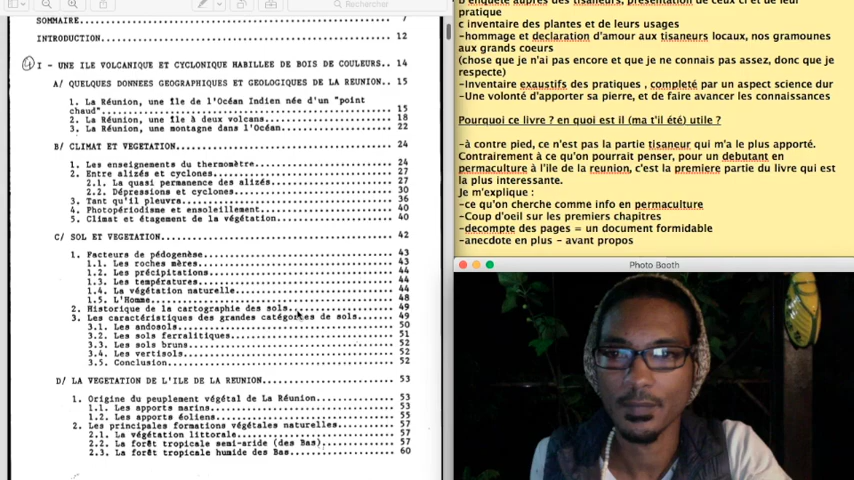 Rechercher
SOMMAIRE 7
INTRODUCTION 12
I - UNE ILE VOLCANIQUE ET CYCLONIQUE HABILLEE DE BOIS DE COULEURS.. 14
A/ QUELQUES DONNEES GEOGRAPHIQUES ET GEOLOGIQUES DE LA REUNION.. 15
1. La Réunion, une île de l'Océan Indien née d'un "point
chaud" 15
2. La Réunion, une île à deux volcans 18
3. La Réunion, une montagne dans l'Océan 22
B/ CLIMAT ET VEGETATION 24
1. Les enseignements du thermomètre 24
2. Entre alizés et cyclones 27
2.1. La quasi permanence des alizés 27
2.2. Dépressions et cyclones 30
3. Tant qu'il pleuvra 36
4. Photopériodisme et ensoleillement 40
5. Climat et étagement de la végétation 40
C/ SOL ET VEGETATION 42
1. Facteurs de pédogenèse 43
1.1. Les roches mères 43
1.2. Les précipitations 44
1.3. Les températures 44
1.4. La végétation naturelle 44
1.5. L'Homme 48
2. Historique de la cartographie des sols 49
3. Les caractéristiques des grandes catégories de sols 49
3.1. Les andosols 50
3.2. Les sols ferralitiques 51
3.3. Les sols bruns 52
3.4. Les vertisols 52
3.5. Conclusion 52
D/ LA VEGETATION DE L'ILE DE LA REUNION 53
1. Origine du peuplement végétal de La Réunion 53
1.1. Les apports marins 53
1.2. Les apports éoliens 55
2. Les principales formations végétales naturelles 57
2.1. La végétation littorale 57
2.2. La forêt tropicale semi-aride (des Bas) 57
2.3. La forêt tropicale humide des Bas 60
B enquête auprès des tisaneurs, présentation de ceux ci et de leur
pratique
c inventaire des plantes et de leurs usages
-hommage et declaration d'amour aux tisaneurs locaux, nos gramounes
aux grands coeurs
(chose que je n'ai pas encore et que je ne connais pas assez, donc que je
respecte)
-Inventaire exaustifs des pratiques , completé par un aspect science dur
-Une volonté d'apporter sa pierre, et de faire avancer les connaissances
Pourquoi ce livre ? en quoi est il (ma t'il été) utile ?
-à contre pied, ce n'est pas la partie tisaneur qui m'a le plus apporté.
Contrairement à ce qu'on pourrait penser, pour un debutant en
permaculture à l'ile de la reunion, c'est la premiere partie du livre qui est
la plus interessante.
Je m'explique :
-ce qu'on cherche comme info en permaculture
-Coup d'oeil sur les premiers chapitres
-decompte des pages = un document formidable
-anecdote en plus - avant propos
Photo Booth